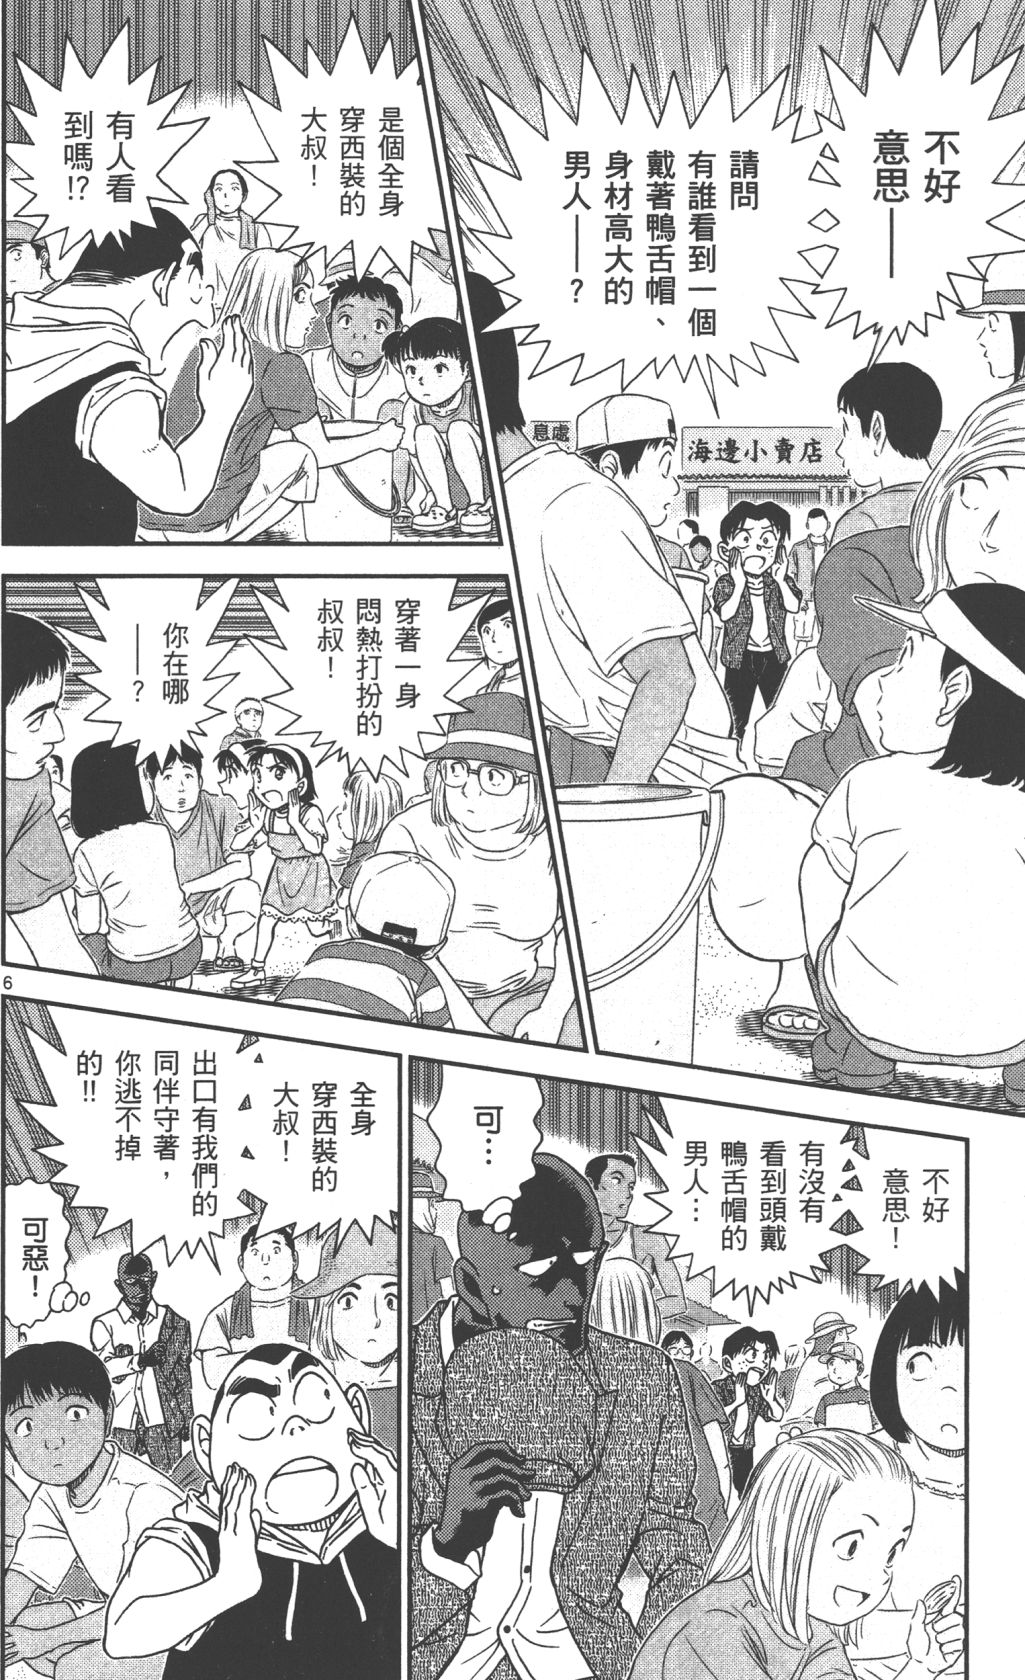 不好
意思——
請問
有誰看到一個
戴著鴨舌帽、
身材高大的
男人——？
息處
海邊小賣店
是個全身
穿西裝的
大叔！
有人看
到嗎！？
穿著一身
悶熱打扮的
叔叔！
你在哪
——？
6
不好
意思！
有沒有
看到頭戴
鴨舌帽的
男人…
可…
全身
穿西裝的
大叔！
出口有我們的
同伴守著，
你逃不掉
的！！
可惡！